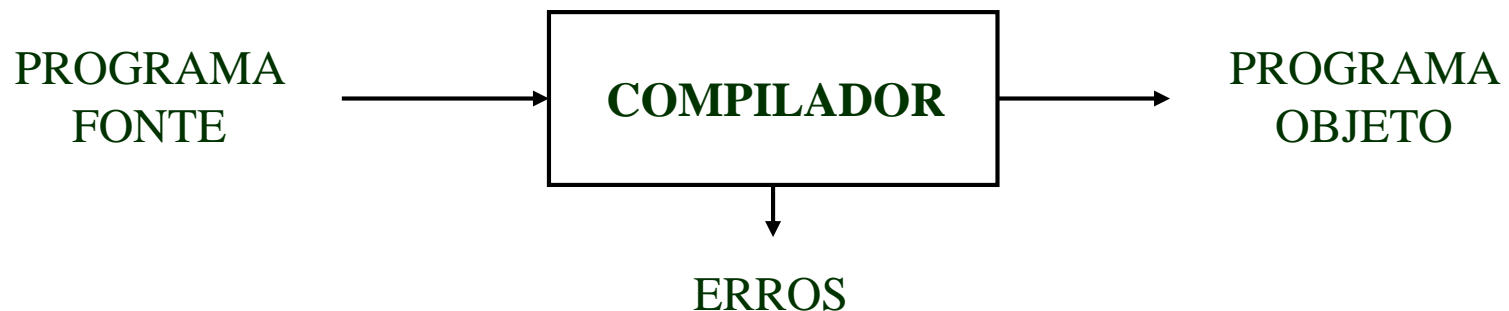 PROGRAMA
FONTE
COMPILADOR
PROGRAMA
OBJETO
ERROS